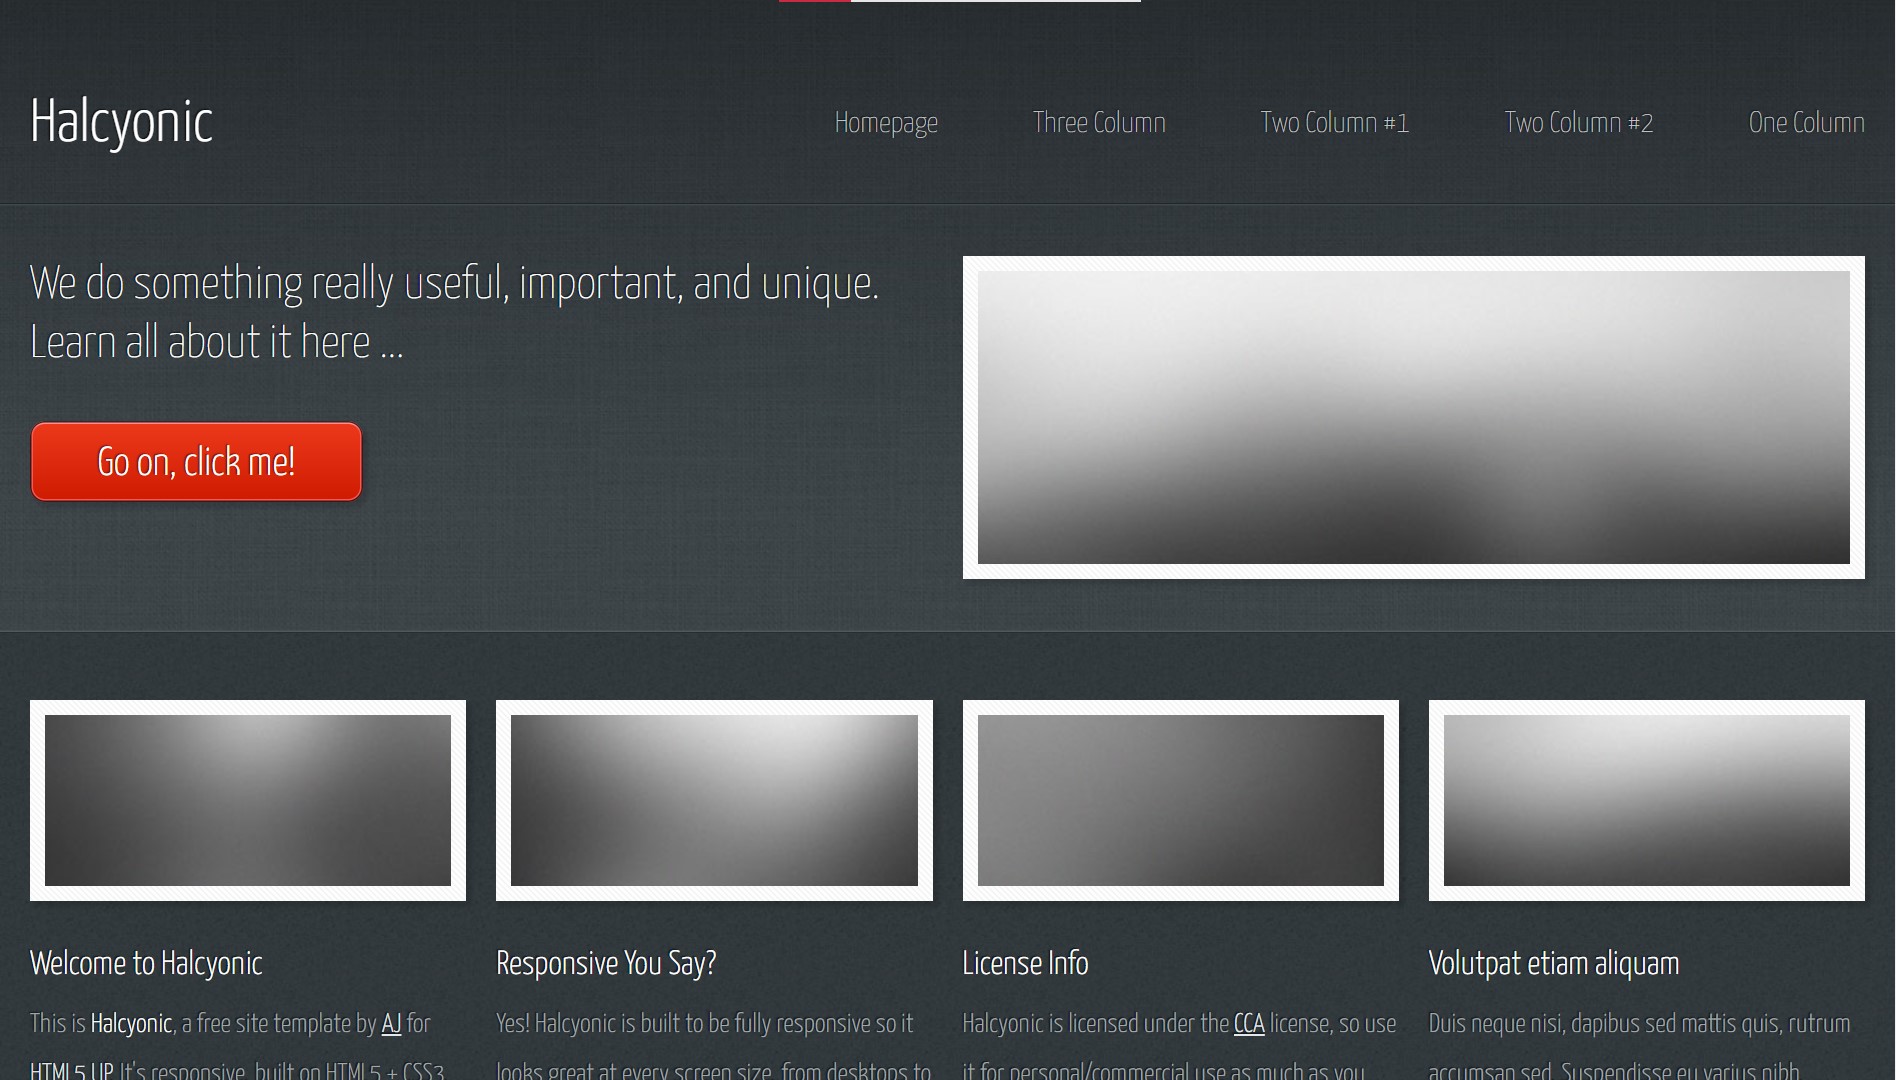 Halcyonic
Homepage
Three Column
Two Column #1
Two Column #2
One Column
We do something really useful, important, and unique.
Learn all about it here ...
Go on, click me!
Welcome to Halcyonic
This is Halcyonic, a free site template by AJ for
HTML5 UP. It's responsive, built on HTML5 + CSS3,
Responsive You Say?
Yes! Halcyonic is built to be fully responsive so it
looks great at every screen size, from desktops to
License Info
Halcyonic is licensed under the CCA license, so use
it for personal/commercial use as much as you
Volutpat etiam aliquam
Duis neque nisi, dapibus sed mattis quis, rutrum
accumsan sed. Suspendisse eu varius nibh.